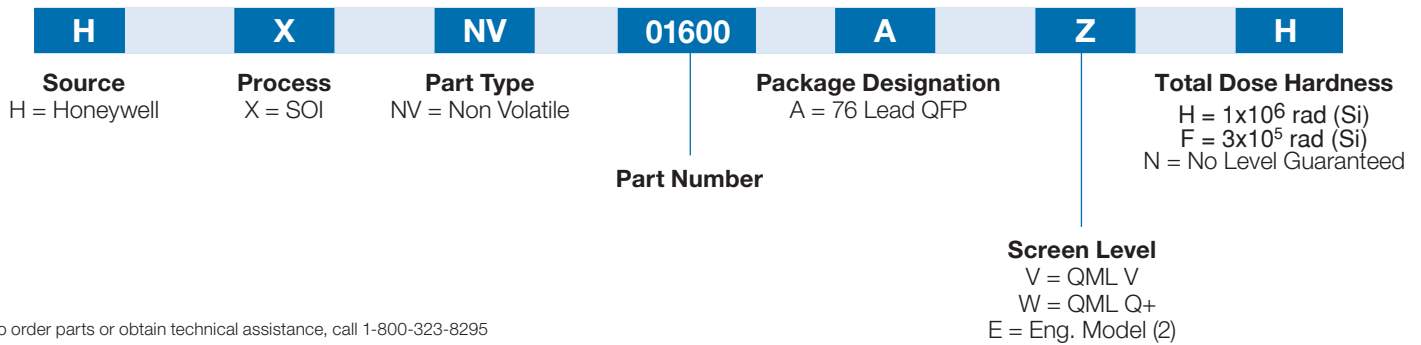 H X NV 01600 A Z H
Source Process Part Type Package Designation Total Dose Hardness
H = Honeywell X = SOI NV = Non Volatile A = 76 Lead QFP H = 1x10⁶ rad (Si)
F = 3x10⁵ rad (Si)
N = No Level Guaranteed
Part Number
Screen Level
V = QML V
W = QML Q+
E = Eng. Model (2)
o order parts or obtain technical assistance, call 1-800-323-8295